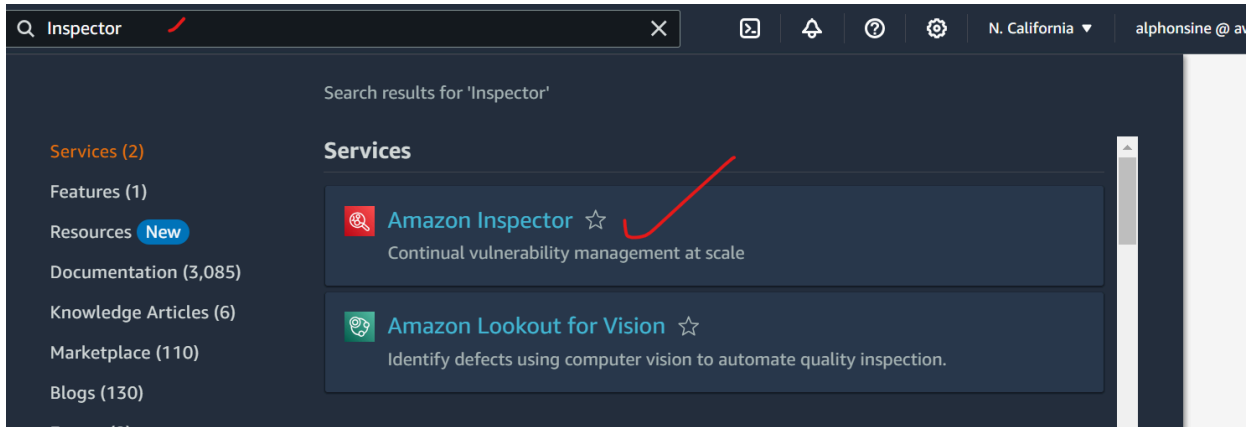 Inspector
N. California
alphonsine @ av
Search results for 'Inspector'
Services (2)
Features (1)
Resources New
Documentation (3,085)
Knowledge Articles (6)
Marketplace (110)
Blogs (130)
Services
Amazon Inspector
Continual vulnerability management at scale
Amazon Lookout for Vision
Identify defects using computer vision to automate quality inspection.